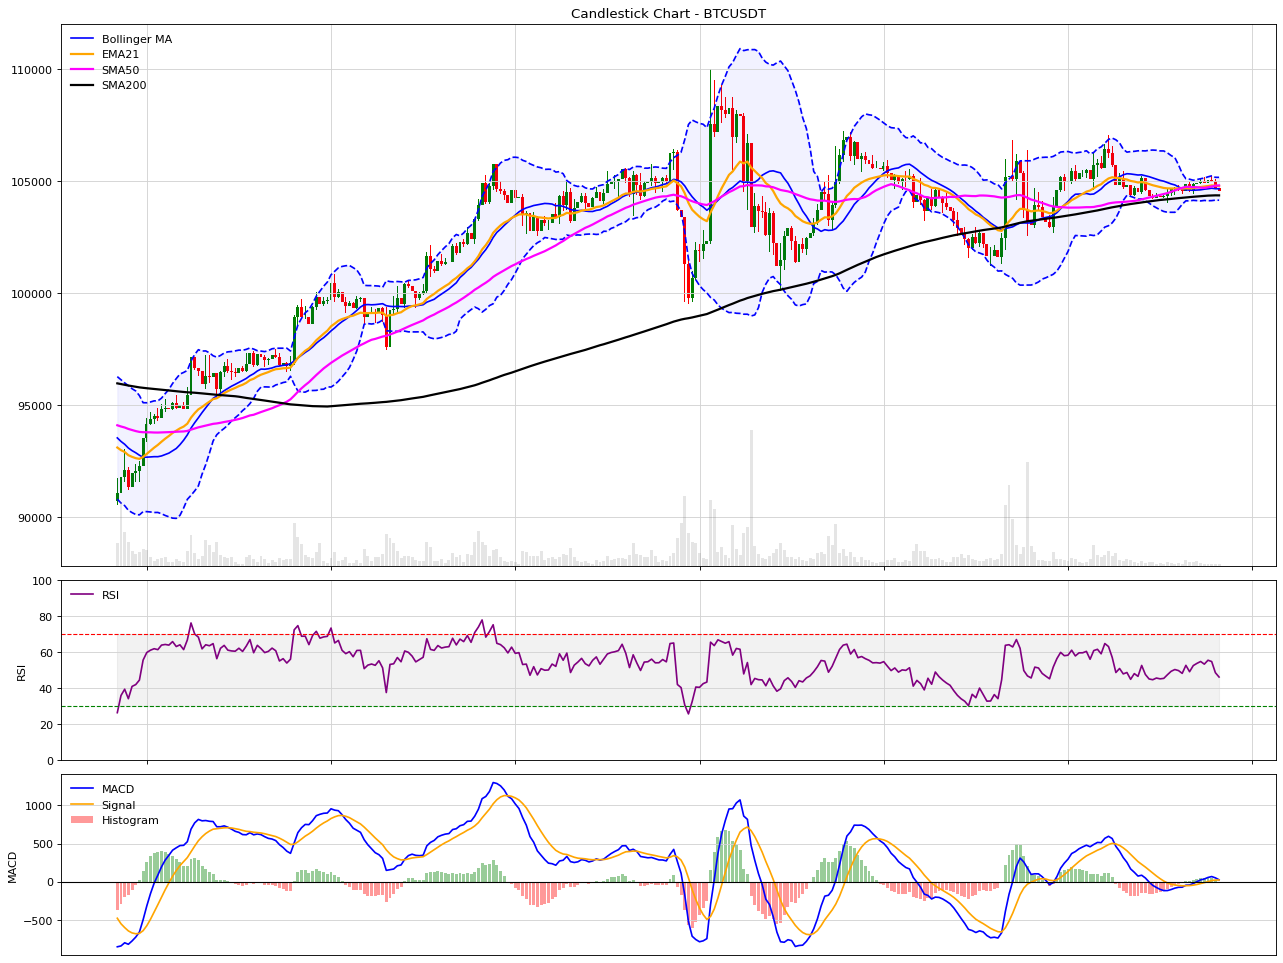 Candlestick Chart - BTCUSDT
Bollinger MA
EMA21
SMA50
SMA200
110000
105000
100000
95000
90000
RSI
100
80
60
40
20
0
RSI
MACD
Signal
Histogram
1000
500
0
−500
MACD